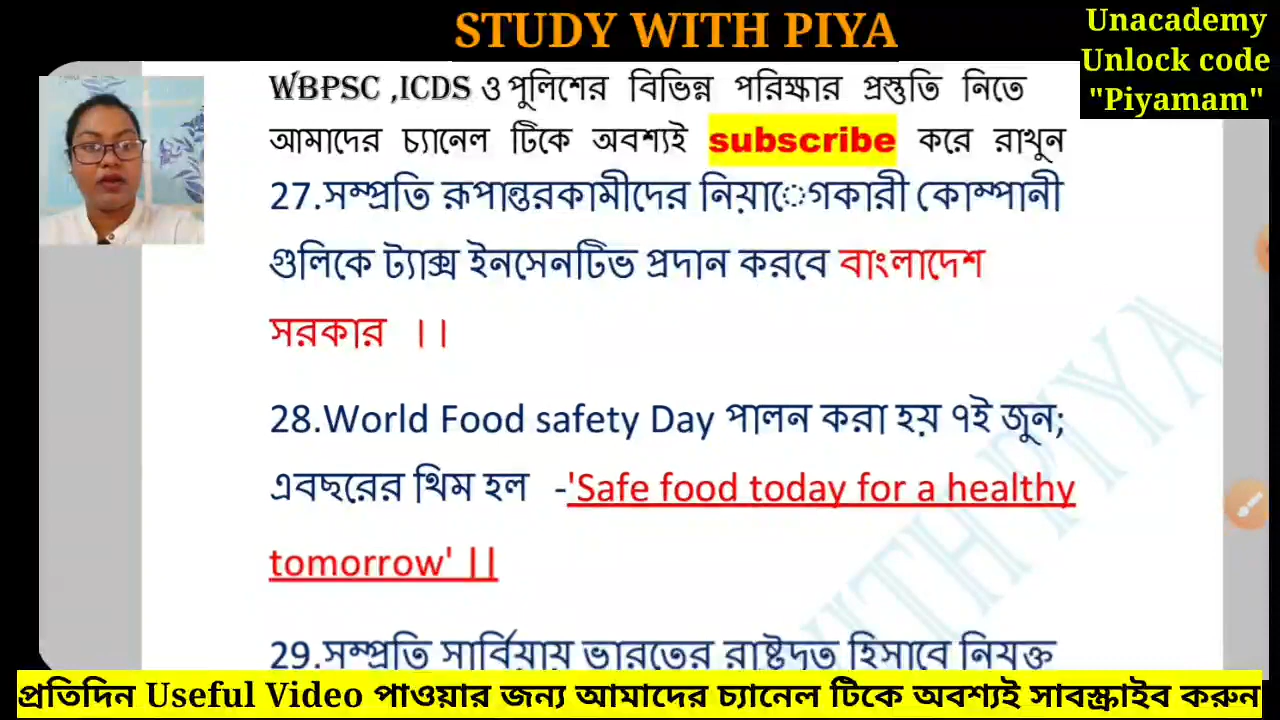 STUDY WITH PIYA
Unacademy
Unlock code
"Piyamam"
WBPSC ,ICDS ও পুলিশের বিভিন্ন পরিক্ষার প্রস্তুতি নিতে
আমাদের চ্যানেল টিকে অবশ্যই subscribe করে রাখুন
27.সম্প্রতি রূপান্তরকামীদের নিয়ােগকারী কোম্পানী
গুলিকে ট্যাক্স ইনসেনটিভ প্রদান করবে বাংলাদেশ
সরকার ।।
28.World Food safety Day পালন করা হয় ৭ই জুন;
এবছরের থিম হল -'Safe food today for a healthy
tomorrow' ||
29.সম্প্রতি সার্বিয়ায় ভারতের রাষ্টদূত হিসাবে নিযুক্ত
WITH PIYA
প্রতিদিন Useful Video পাওয়ার জন্য আমাদের চ্যানেল টিকে অবশ্যই সাবস্ক্রাইব করুন